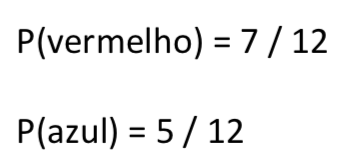 P(vermelho) = 7 / 12
P(azul) = 5 / 12